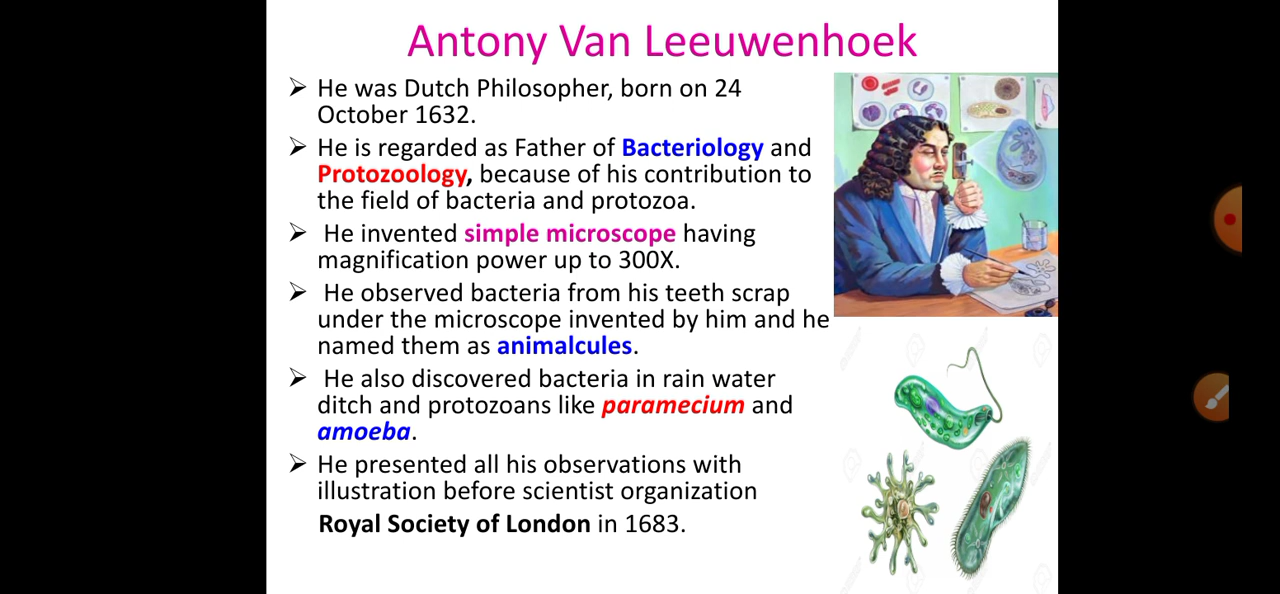 Antony Van Leeuwenhoek
➢ He was Dutch Philosopher, born on 24
October 1632.
➢ He is regarded as Father of Bacteriology and
Protozoology, because of his contribution to
the field of bacteria and protozoa.
➢ He invented simple microscope having
magnification power up to 300X.
➢ He observed bacteria from his teeth scrap
under the microscope invented by him and he
named them as animalcules.
➢ He also discovered bacteria in rain water
ditch and protozoans like paramecium and
amoeba.
➢ He presented all his observations with
illustration before scientist organization
Royal Society of London in 1683.